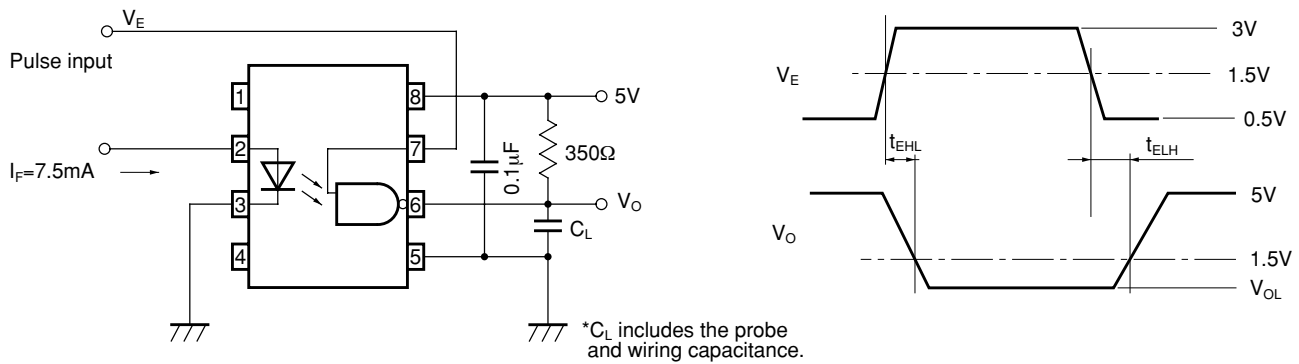 V_E
Pulse input
I_F=7.5mA
1
2
3
4
8
7
6
5
5V
0.1µF
350Ω
V_O
C_L
*C_L includes the probe
and wiring capacitance.
V_E
3V
1.5V
0.5V
t_EHL
t_ELH
V_O
5V
1.5V
V_OL